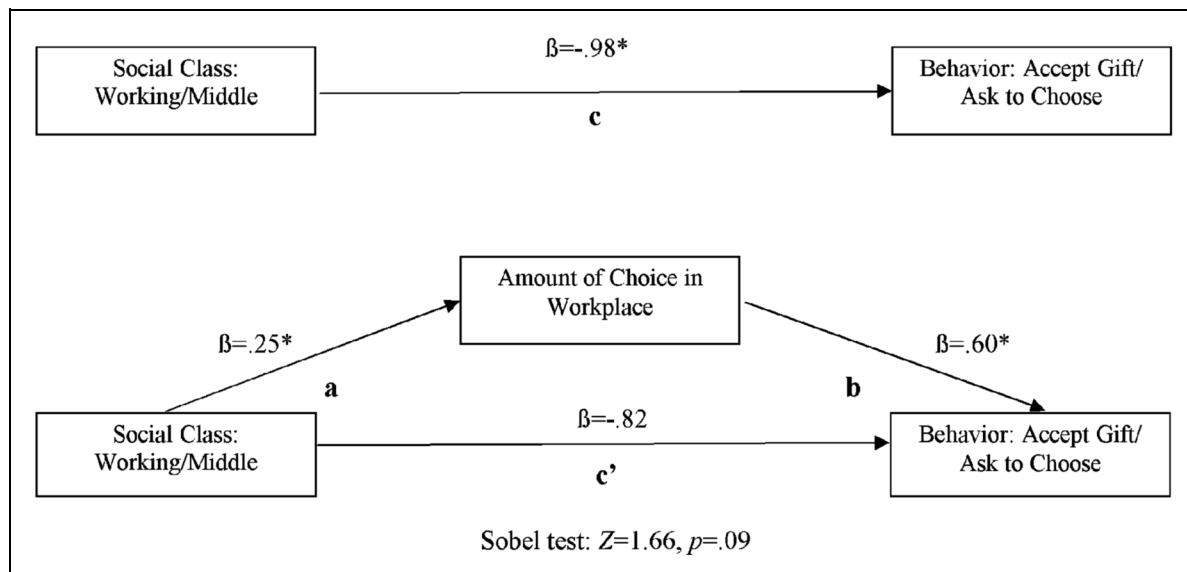 ß=-.98*
Social Class:
Working/Middle
Behavior: Accept Gift/
Ask to Choose
c
Amount of Choice in
Workplace
ß=.25*
ß=.60*
a
b
Social Class:
Working/Middle
ß=-.82
Behavior: Accept Gift/
Ask to Choose
c’
Sobel test: Z=1.66, p=.09